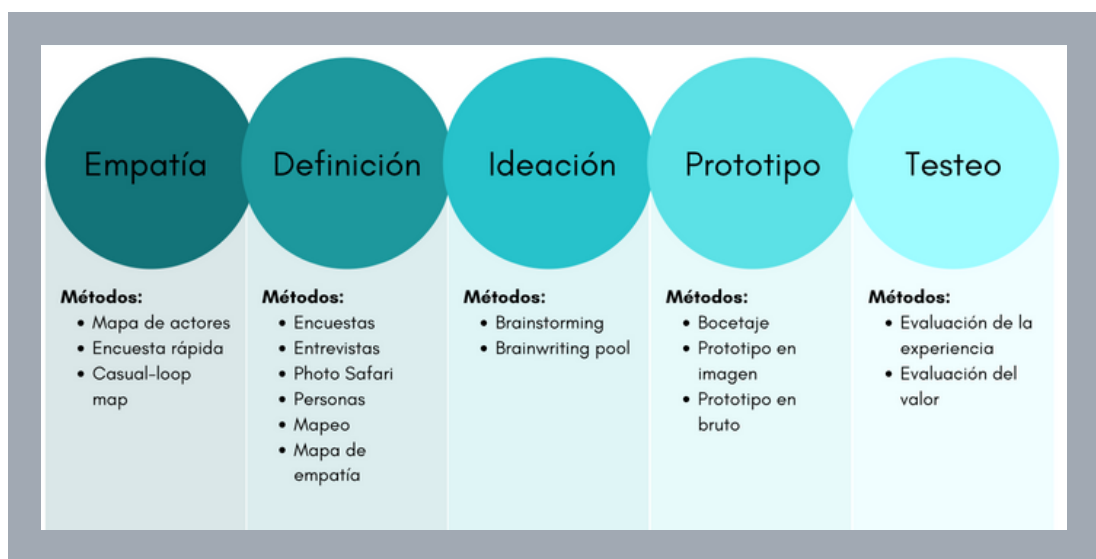 Empatía
Definición
Ideación
Prototipo
Testeo
Métodos:
• Mapa de actores
• Encuesta rápida
• Casual-loop
map
Métodos:
• Encuestas
• Entrevistas
• Photo Safari
• Personas
• Mapeo
• Mapa de
empatía
Métodos:
• Brainstorming
• Brainwriting pool
Métodos:
• Bocetaje
• Prototipo en
imagen
• Prototipo en
bruto
Métodos:
• Evaluación de la
experiencia
• Evaluación del
valor